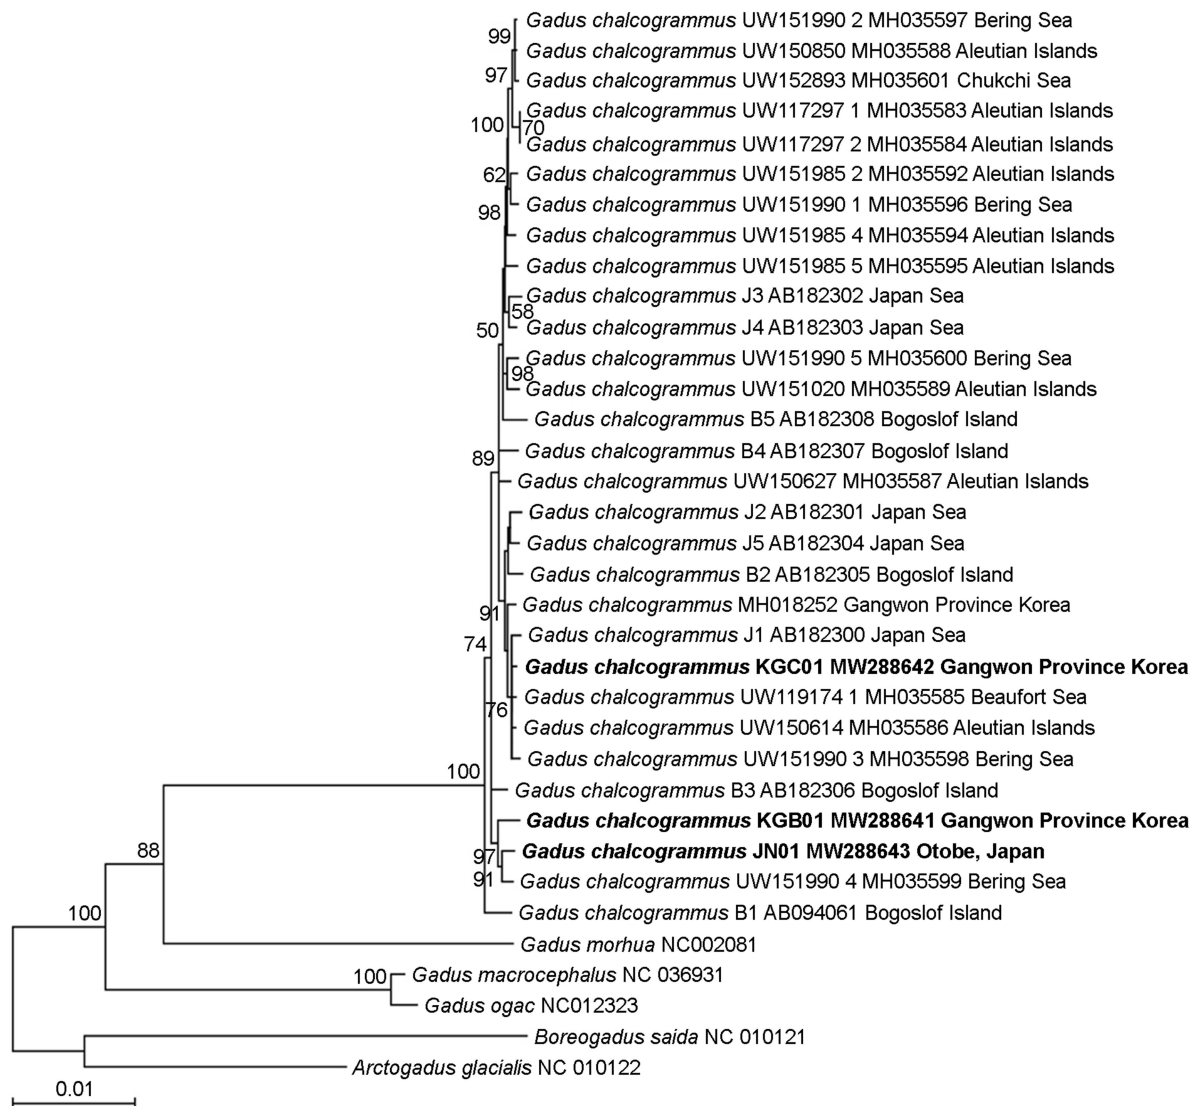 Gadus chalcogrammus UW151990 2 MH035597 Bering Sea
99
Gadus chalcogrammus UW150850 MH035588 Aleutian Islands
97
Gadus chalcogrammus UW152893 MH035601 Chukchi Sea
Gadus chalcogrammus UW117297 1 MH035583 Aleutian Islands
100
70
Gadus chalcogrammus UW117297 2 MH035584 Aleutian Islands
62
Gadus chalcogrammus UW151985 2 MH035592 Aleutian Islands
Gadus chalcogrammus UW151990 1 MH035596 Bering Sea
98
Gadus chalcogrammus UW151985 4 MH035594 Aleutian Islands
Gadus chalcogrammus UW151985 5 MH035595 Aleutian Islands
Gadus chalcogrammus J3 AB182302 Japan Sea
58
Gadus chalcogrammus J4 AB182303 Japan Sea
50
Gadus chalcogrammus UW151990 5 MH035600 Bering Sea
98
Gadus chalcogrammus UW151020 MH035589 Aleutian Islands
Gadus chalcogrammus B5 AB182308 Bogoslof Island
Gadus chalcogrammus B4 AB182307 Bogoslof Island
89
Gadus chalcogrammus UW150627 MH035587 Aleutian Islands
Gadus chalcogrammus J2 AB182301 Japan Sea
Gadus chalcogrammus J5 AB182304 Japan Sea
Gadus chalcogrammus B2 AB182305 Bogoslof Island
Gadus chalcogrammus MH018252 Gangwon Province Korea
91
Gadus chalcogrammus J1 AB182300 Japan Sea
74
Gadus chalcogrammus KGC01 MW288642 Gangwon Province Korea
Gadus chalcogrammus UW119174 1 MH035585 Beaufort Sea
76
Gadus chalcogrammus UW150614 MH035586 Aleutian Islands
Gadus chalcogrammus UW151990 3 MH035598 Bering Sea
100
Gadus chalcogrammus B3 AB182306 Bogoslof Island
Gadus chalcogrammus KGB01 MW288641 Gangwon Province Korea
88
Gadus chalcogrammus JN01 MW288643 Otobe, Japan
97
Gadus chalcogrammus UW151990 4 MH035599 Bering Sea
91
Gadus chalcogrammus B1 AB094061 Bogoslof Island
100
Gadus morhua NC002081
100
Gadus macrocephalus NC 036931
Gadus ogac NC012323
Boreogadus saida NC 010121
Arctogadus glacialis NC 010122
0.01